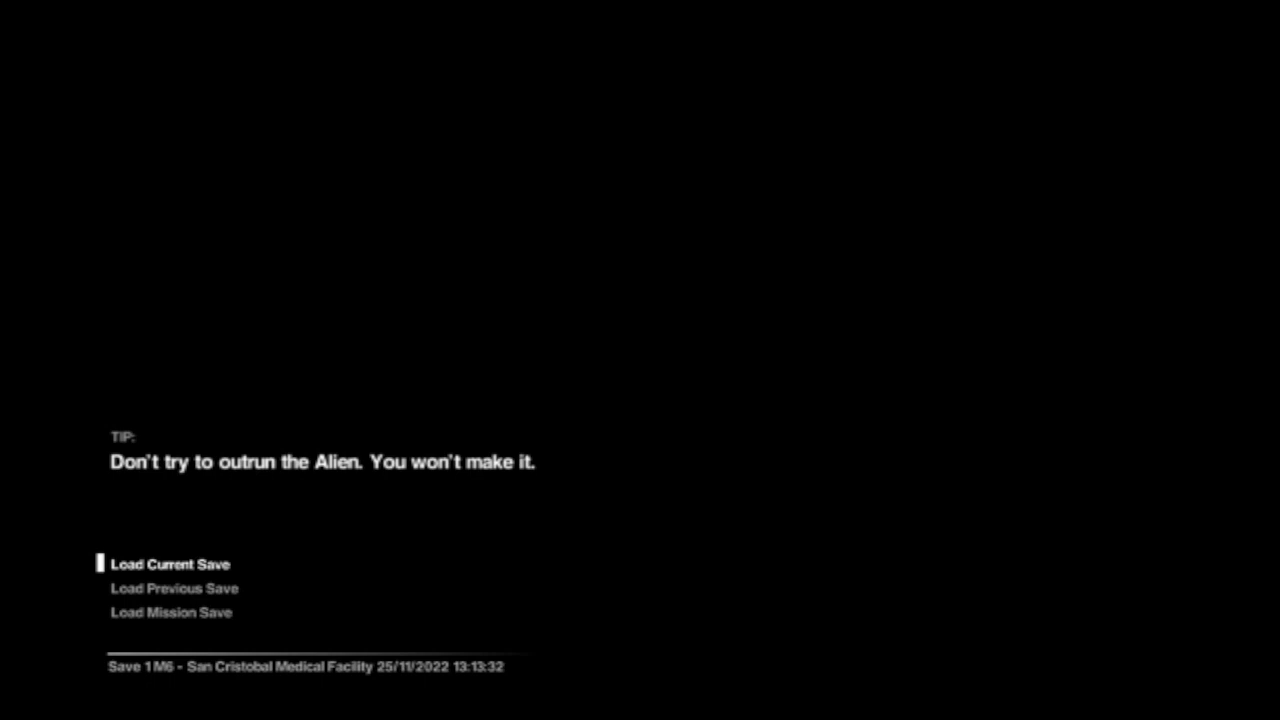 TIP:
Don't try to outrun the Alien. You won't make it.
Load Current Save
Load Previous Save
Load Mission Save
Save 1 M6 - San Cristobal Medical Facility 25/11/2022 13:13:32